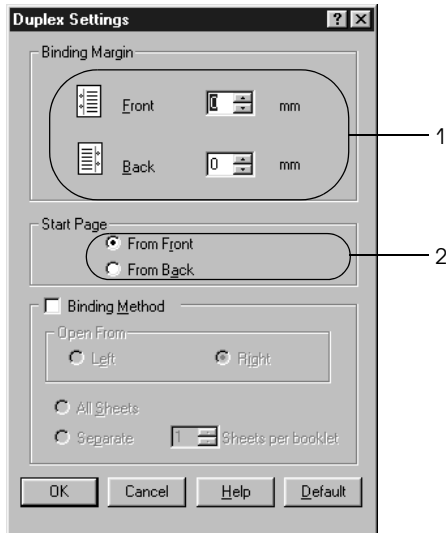 Duplex Settings
Binding Margin
Front 0 mm
1
Back 0 mm
Start Page
From Front
2
From Back
Binding Method
Open From
Left Right
All Sheets
Separate 1 Sheets per booklet
OK Cancel Help Default